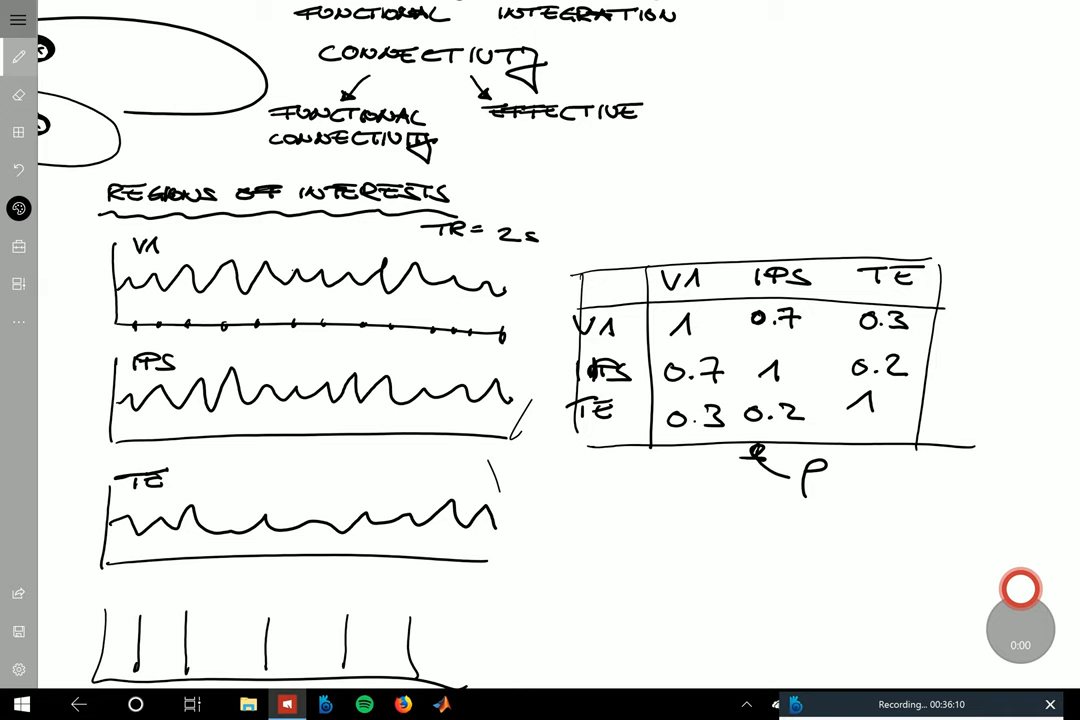 FUNCTIONAL INTEGRATION
CONNECTIVITY
FUNCTIONAL EFFECTIVE
CONNECTIVITY
REGIONS OF INTERESTS
TR = 2s
V1
IPS
TE
V1 IPS TE
V1 1 0.7 0.3
IPS 0.7 1 0.2
TE 0.3 0.2 1
ρ
0:00
Recording... 00:36:10